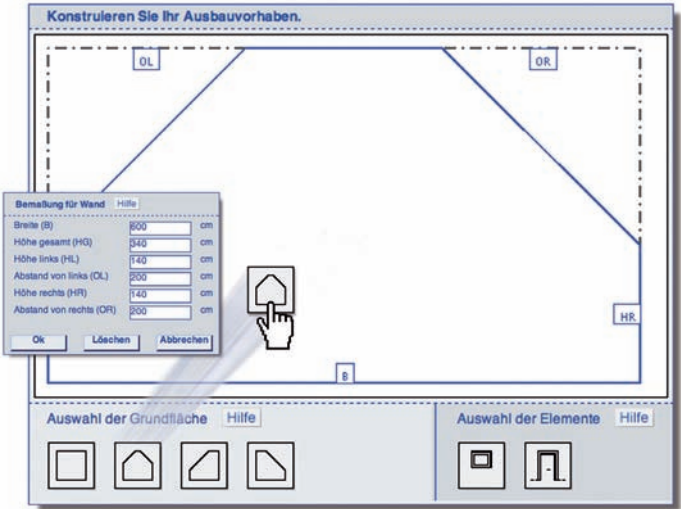 Konstruieren Sie Ihr Ausbauvorhaben.
OL
OR
Bemaßung für Wand Hilfe
Breite (B) 600 cm
Höhe gesamt (HG) 340 cm
Höhe links (HL) 140 cm
Abstand von links (OL) 200 cm
Höhe rechts (HR) 140 cm
Abstand von rechts (OR) 200 cm
Ok Löschen Abbrechen
HR
B
Auswahl der Grundfläche Hilfe
Auswahl der Elemente Hilfe